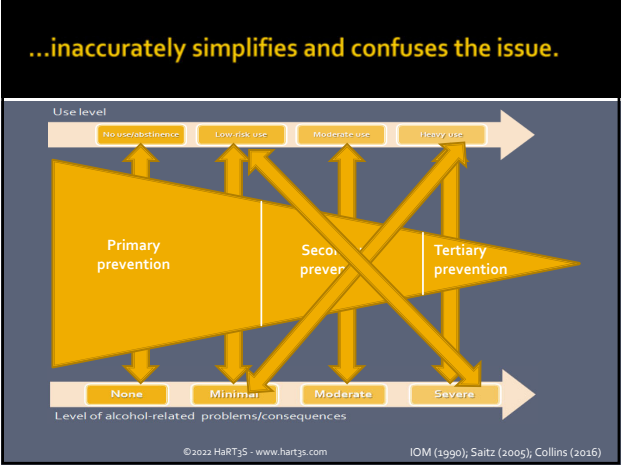 ...inaccurately simplifies and confuses the issue.
Use level
No use/abstinence Low-risk use Moderate use Heavy use
Primary
prevention
Tertiary
prevention
None Minimal Moderate Severe
Level of alcohol-related problems/consequences
©2022 HaRT3S - www.hart3s.com
IOM (1990); Saitz (2005); Collins (2016)